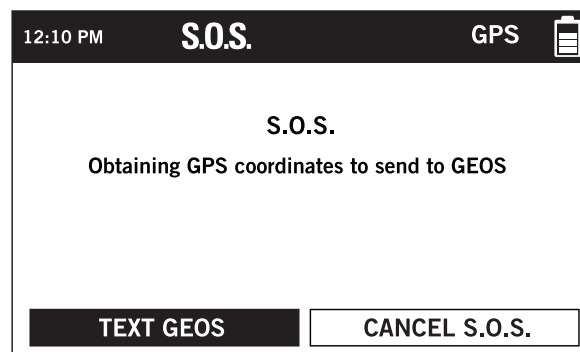 12:10 PM S.O.S. GPS
S.O.S.
Obtaining GPS coordinates to send to GEOS
TEXT GEOS CANCEL S.O.S.